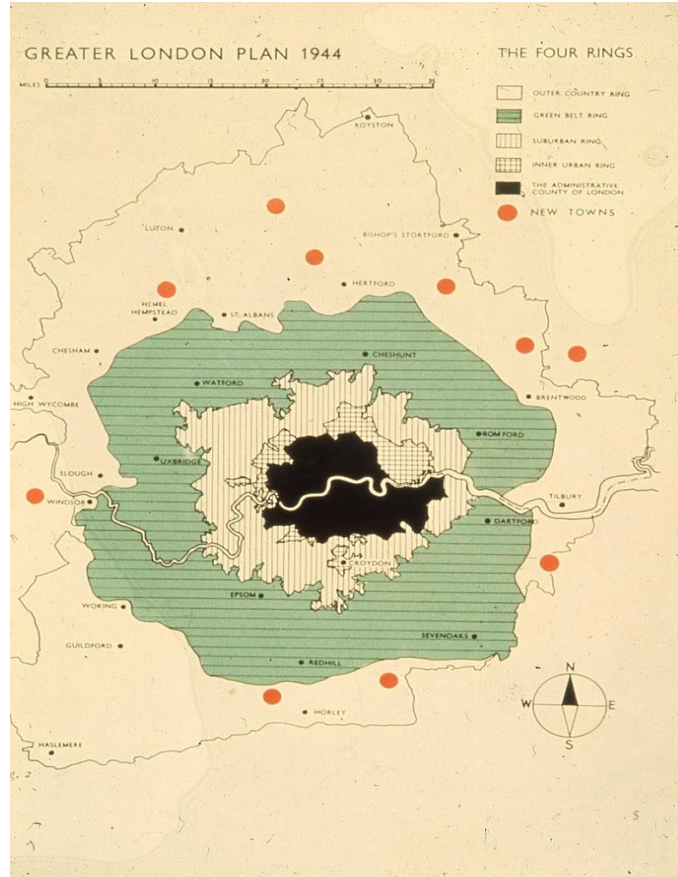 GREATER LONDON PLAN 1944
THE FOUR RINGS
MILES 0 5 10 15 20 25 30 35
OUTER COUNTRY RING
GREEN BELT RING
SUBURBAN RING
INNER URBAN RING
THE ADMINISTRATIVE
COUNTY OF LONDON
NEW TOWNS
ROYSTON
LUTON
BISHOP'S STORTFORD
HERTFORD
HEMEL
HEMPSTEAD
ST. ALBANS
CHESHAM
CHESHUNT
WATFORD
HIGH WYCOMBE
BRENTWOOD
ROMFORD
UXBRIDGE
SLOUGH
WINDSOR
TILBURY
DARTFORD
CROYDON
EPSOM
WOKING
GUILDFORD
SEVENOAKS
REDHILL
HORLEY
HASLEMERE
N
W E
S
2
5